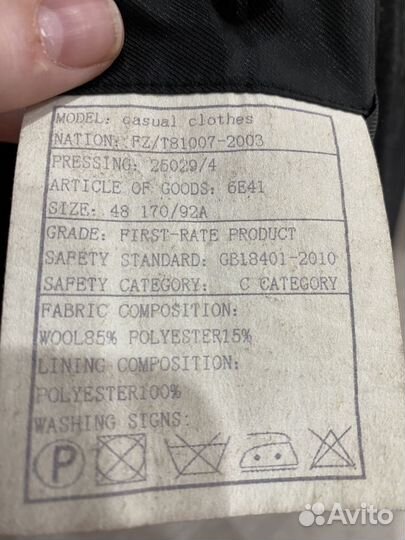 MODEL: casual clothes
NATION: FZ/T81007-2003
PRESSING: 25029/4
ARTICLE OF GOODS: 6E41
SIZE: 48 170/92A
GRADE: FIRST-RATE PRODUCT
SAFETY STANDARD: GB18401-2010
SAFETY CATEGORY: C CATEGORY
FABRIC COMPOSITION:
WOOL85% POLYESTER15%
LINING COMPOSITION:
POLYESTER100%
WASHING SIGNS:
P
Avito